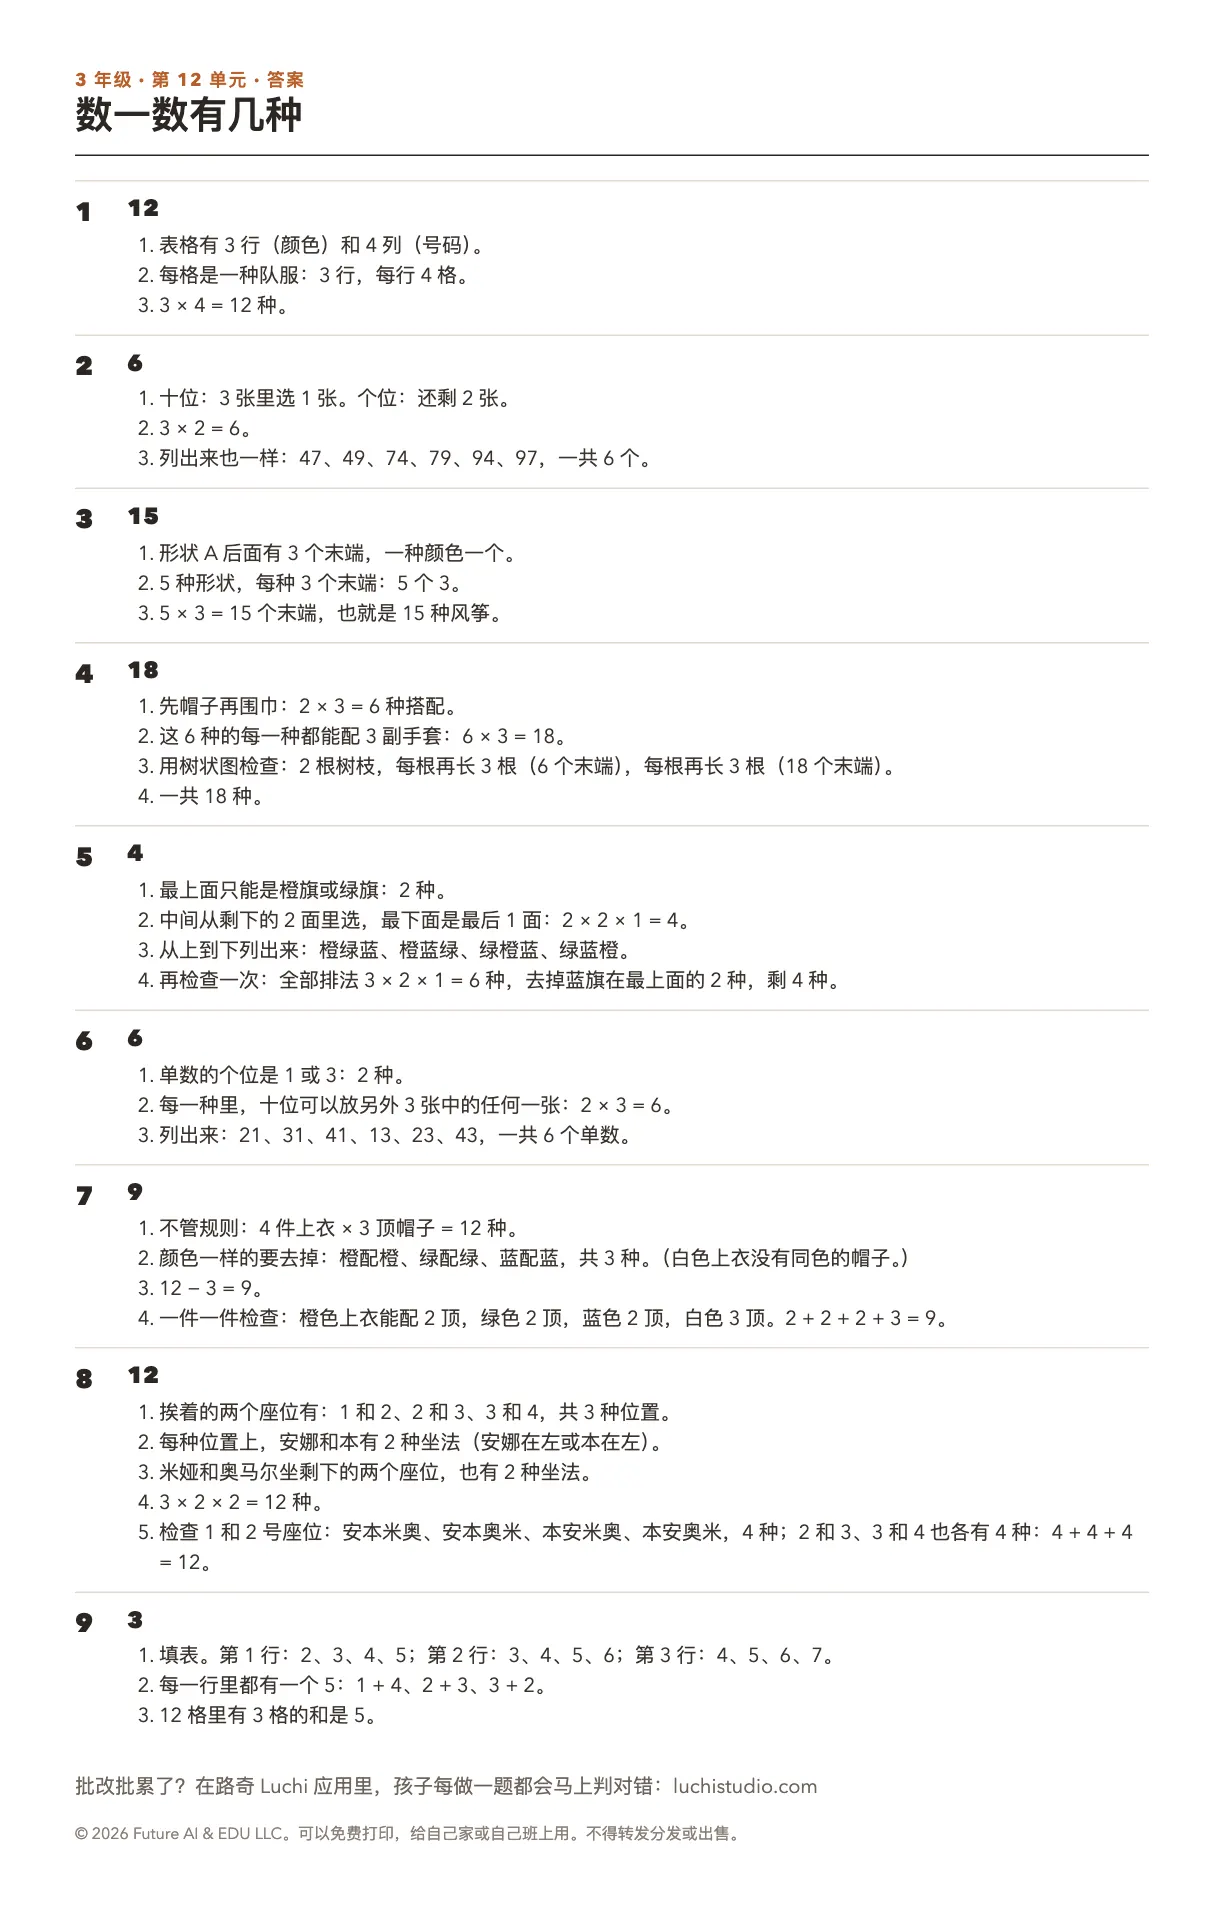 3 年级 · 第 12 单元 · 答案
数一数有几种
1
12
1. 表格有 3 行（颜色）和 4 列（号码）。
2. 每格是一种队服：3 行，每行 4 格。
3. 3 × 4 = 12 种。
2
6
1. 十位：3 张里选 1 张。个位：还剩 2 张。
2. 3 × 2 = 6。
3. 列出来也一样：47、49、74、79、94、97，一共 6 个。
3
15
1. 形状 A 后面有 3 个末端，一种颜色一个。
2. 5 种形状，每种 3 个末端：5 个 3。
3. 5 × 3 = 15 个末端，也就是 15 种风筝。
4
18
1. 先帽子再围巾：2 × 3 = 6 种搭配。
2. 这 6 种的每一种都能配 3 副手套：6 × 3 = 18。
3. 用树状图检查：2 根树枝，每根再长 3 根（6 个末端），每根再长 3 根（18 个末端）。
4. 一共 18 种。
5
4
1. 最上面只能是橙旗或绿旗：2 种。
2. 中间从剩下的 2 面里选，最下面是最后 1 面：2 × 2 × 1 = 4。
3. 从上到下列出来：橙绿蓝、橙蓝绿、绿橙蓝、绿蓝橙。
4. 再检查一次：全部排法 3 × 2 × 1 = 6 种，去掉蓝旗在最上面的 2 种，剩 4 种。
6
6
1. 单数的个位是 1 或 3：2 种。
2. 每一种里，十位可以放另外 3 张中的任何一张：2 × 3 = 6。
3. 列出来：21、31、41、13、23、43，一共 6 个单数。
7
9
1. 不管规则：4 件上衣 × 3 顶帽子 = 12 种。
2. 颜色一样的要去掉：橙配橙、绿配绿、蓝配蓝，共 3 种。（白色上衣没有同色的帽子。）
3. 12 − 3 = 9。
4. 一件一件检查：橙色上衣能配 2 顶，绿色 2 顶，蓝色 2 顶，白色 3 顶。2 + 2 + 2 + 3 = 9。
8
12
1. 挨着的两个座位有：1 和 2、2 和 3、3 和 4，共 3 种位置。
2. 每种位置上，安娜和本有 2 种坐法（安娜在左或本在左）。
3. 米娅和奥马尔坐剩下的两个座位，也有 2 种坐法。
4. 3 × 2 × 2 = 12 种。
5. 检查 1 和 2 号座位：安本米奥、安本奥米、本安米奥、本安奥米，4 种；2 和 3、3 和 4 也各有 4 种：4 + 4 + 4
= 12。
9
3
1. 填表。第 1 行：2、3、4、5；第 2 行：3、4、5、6；第 3 行：4、5、6、7。
2. 每一行里都有一个 5：1 + 4、2 + 3、3 + 2。
3. 12 格里有 3 格的和是 5。
批改批累了？在路奇 Luchi 应用里，孩子每做一题都会马上判对错：luchistudio.com
© 2026 Future AI & EDU LLC。可以免费打印，给自己家或自己班上用。不得转发分发或出售。